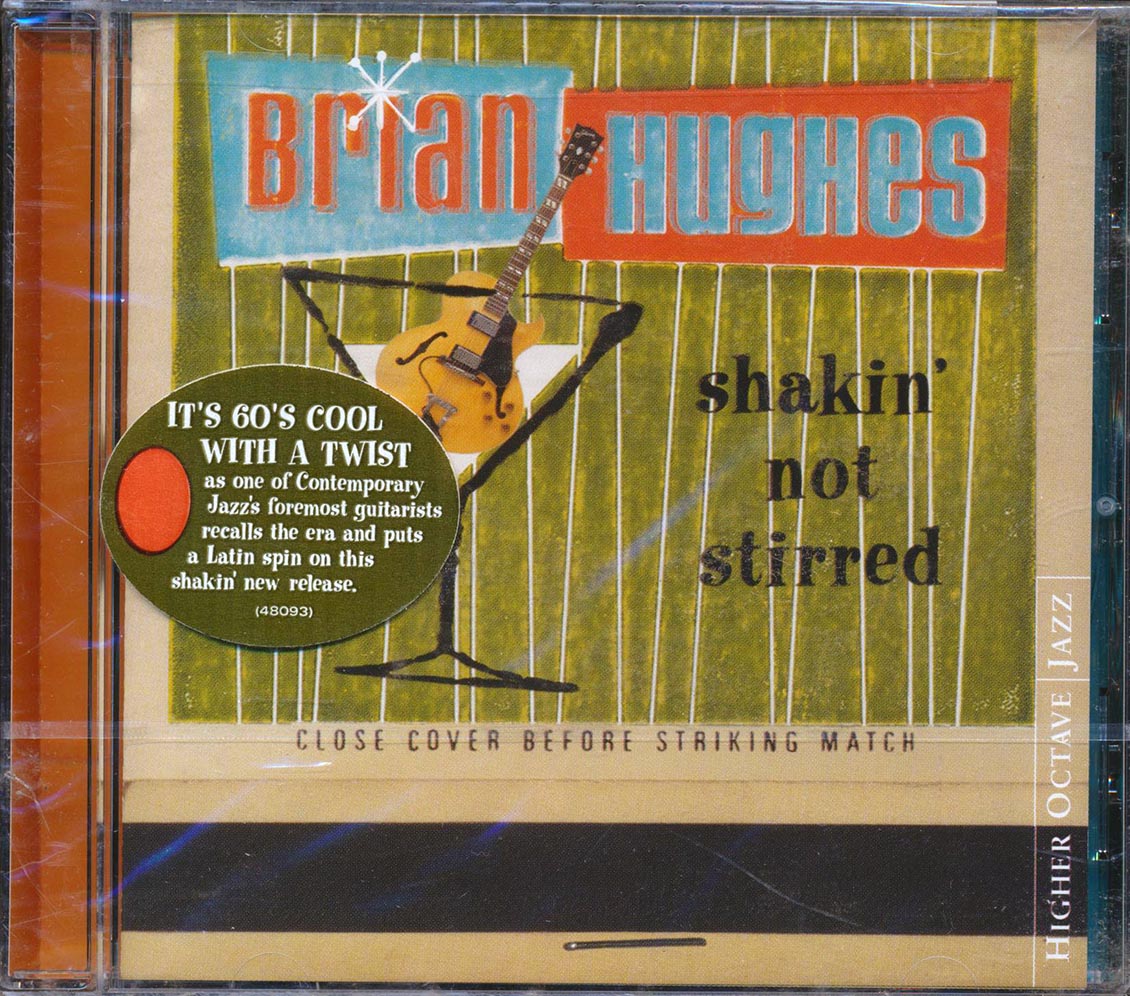 Brian Hughes
shakin'
not
stirred
IT'S 60'S COOL
WITH A TWIST
as one of Contemporary
Jazz's foremost guitarists
recalls the era and puts
a Latin spin on this
shakin' new release.
(48093)
CLOSE COVER BEFORE STRIKING MATCH
HIGHER OCTAVE JAZZ